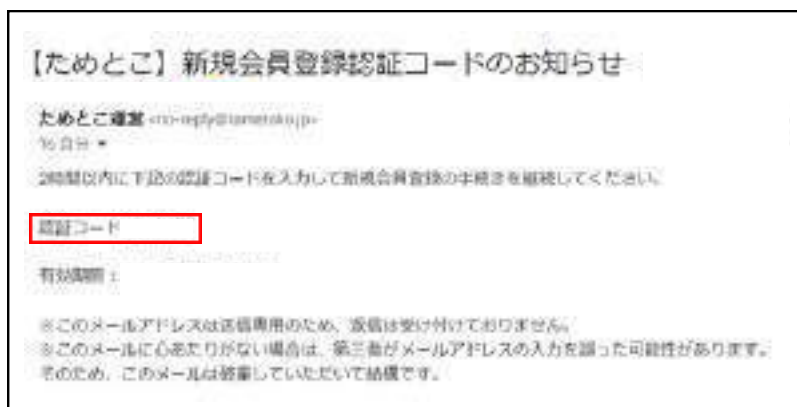 【ためとこ】新規会員登録認証コードのお知らせ
ためとこ運営 <no-reply@tametoko.jp>
To 自分
2時間以内に下記の認証コードを入力して新規会員登録の手続きを継続してください。
認証コード
有効期限：
※このメールアドレスは送信専用のため、返信は受け付けておりません。
※このメールに心あたりがない場合は、第三者がメールアドレスの入力を誤った可能性があります。
そのため、このメールは破棄していただいて結構です。